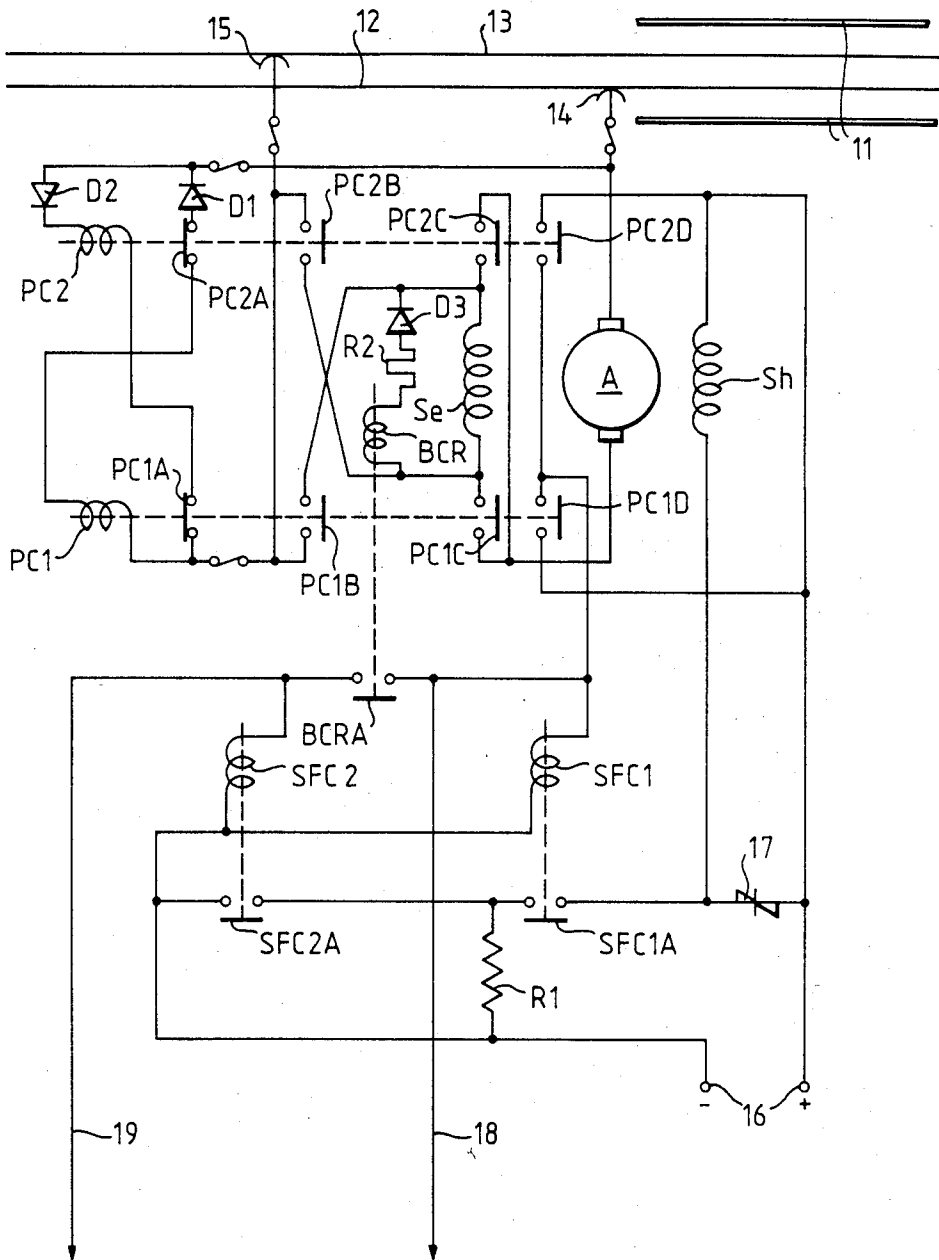 15
12
13
14
11
D2
D1
PC2B
PC2C
PC2D
PC2
PC2A
D3
R2
A
Sh
Se
BCR
PC1A
PC1D
PC1
PC1B
PC1C
BCRA
SFC 2
SFC1
17
SFC2A
SFC1A
R1
- 16 +
19
18